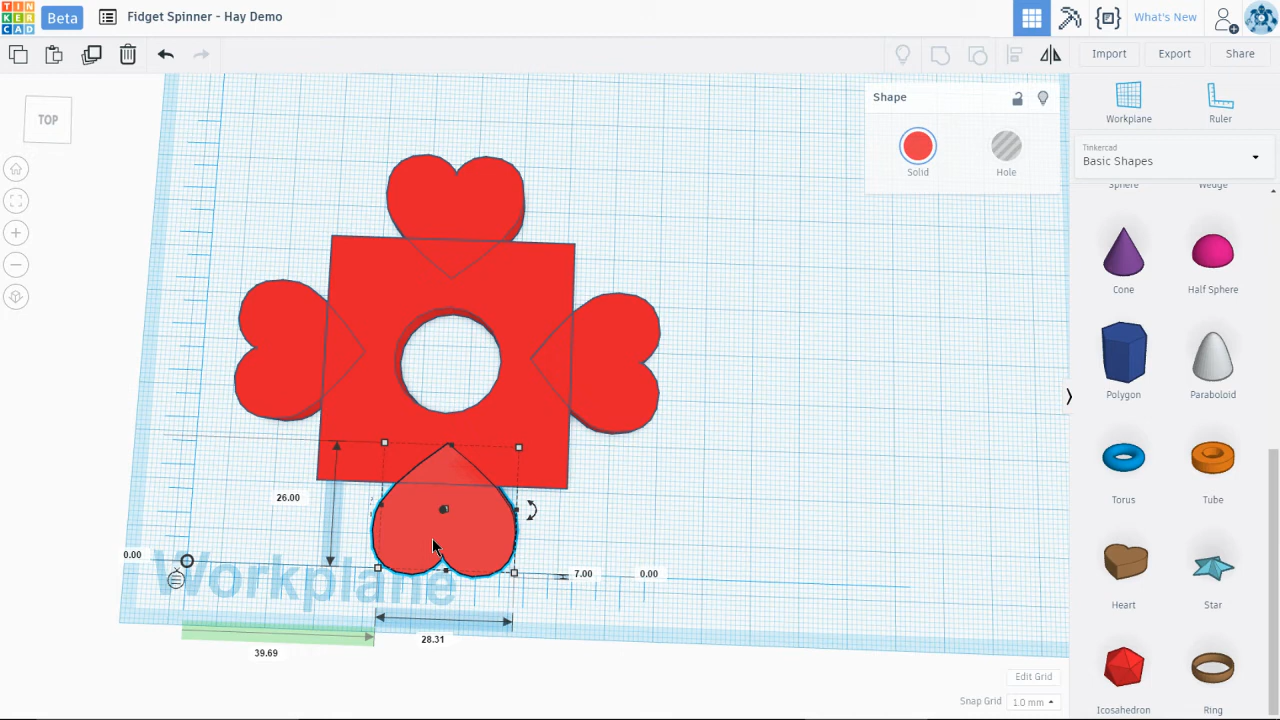 TIN
KER
CAD
Beta
Fidget Spinner - Hay Demo
What's New
Import
Export
Share
TOP
Shape
Solid
Hole
Workplane
Ruler
Tinkercad
Basic Shapes
Sphere
Wedge
Cone
Half Sphere
Polygon
Paraboloid
Torus
Tube
Heart
Star
Icosahedron
Ring
26.00
0.00
Workplane
7.00
0.00
28.31
39.69
Edit Grid
Snap Grid
1.0 mm